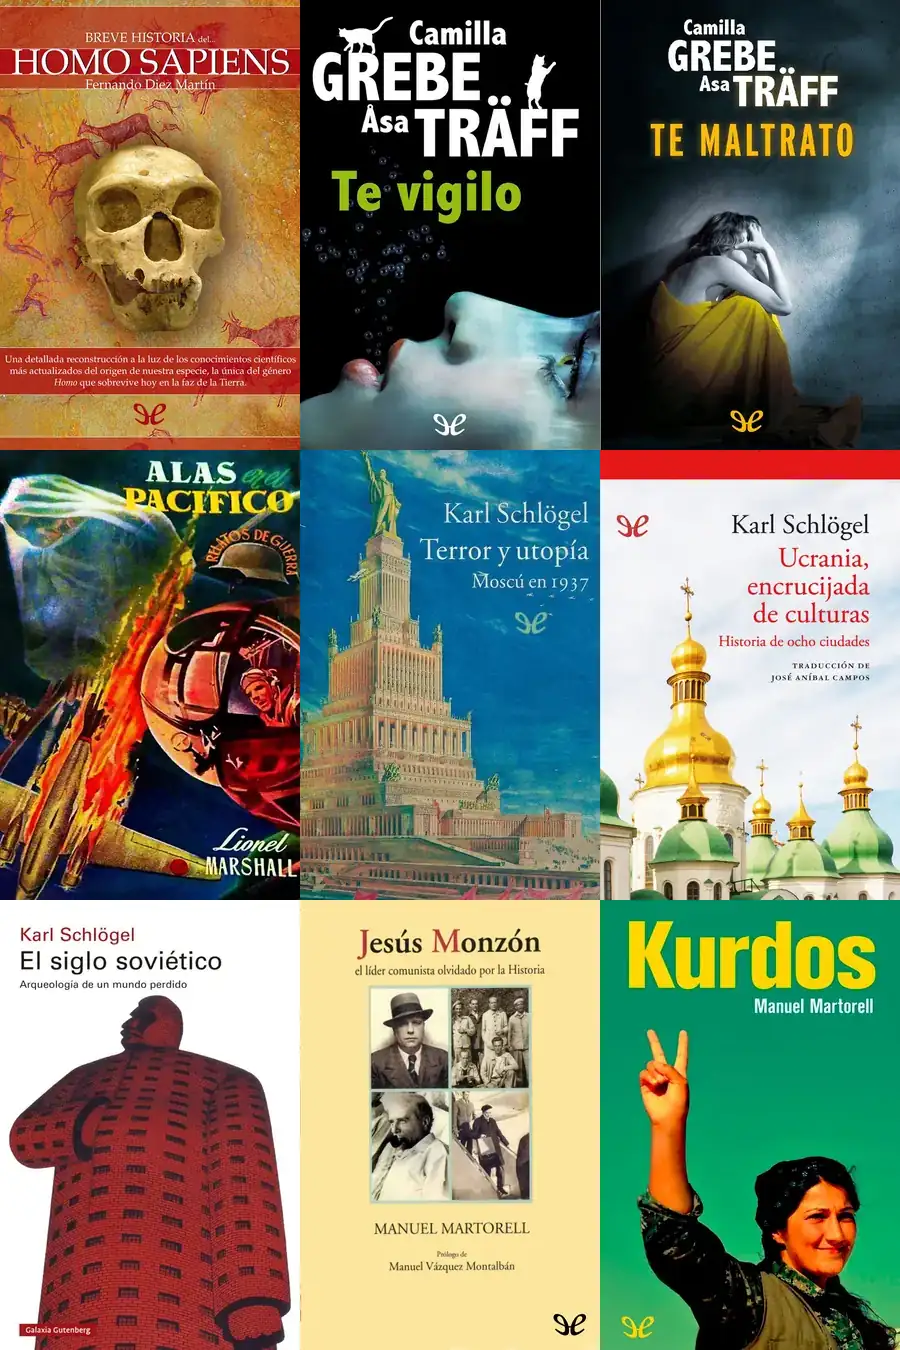 BREVE HISTORIA del...
HOMO SAPIENS
Fernando Diez Martín
Una detallada reconstrucción a la luz de los conocimientos científicos
más actualizados del origen de nuestra especie, la única del género
Homo que sobrevive hoy en la faz de la Tierra.
Camilla
GREBE
Åsa TRÄFF
Te vigilo
Camilla
GREBE
Åsa TRÄFF
TE MALTRATO
ALAS en el
PACÍFICO
RELATOS DE GUERRA
Lionel
MARSHALL
Karl Schlögel
Terror y utopía
Moscú en 1937
Karl Schlögel
Ucrania,
encrucijada
de culturas
Historia de ocho ciudades
TRADUCCIÓN DE
JOSÉ ANÍBAL CAMPOS
Karl Schlögel
El siglo soviético
Arqueología de un mundo perdido
Galaxia Gutenberg
Jesús Monzón
el líder comunista olvidado por la Historia
MANUEL MARTORELL
Prólogo de
Manuel Vázquez Montalbán
Kurdos
Manuel Martorell